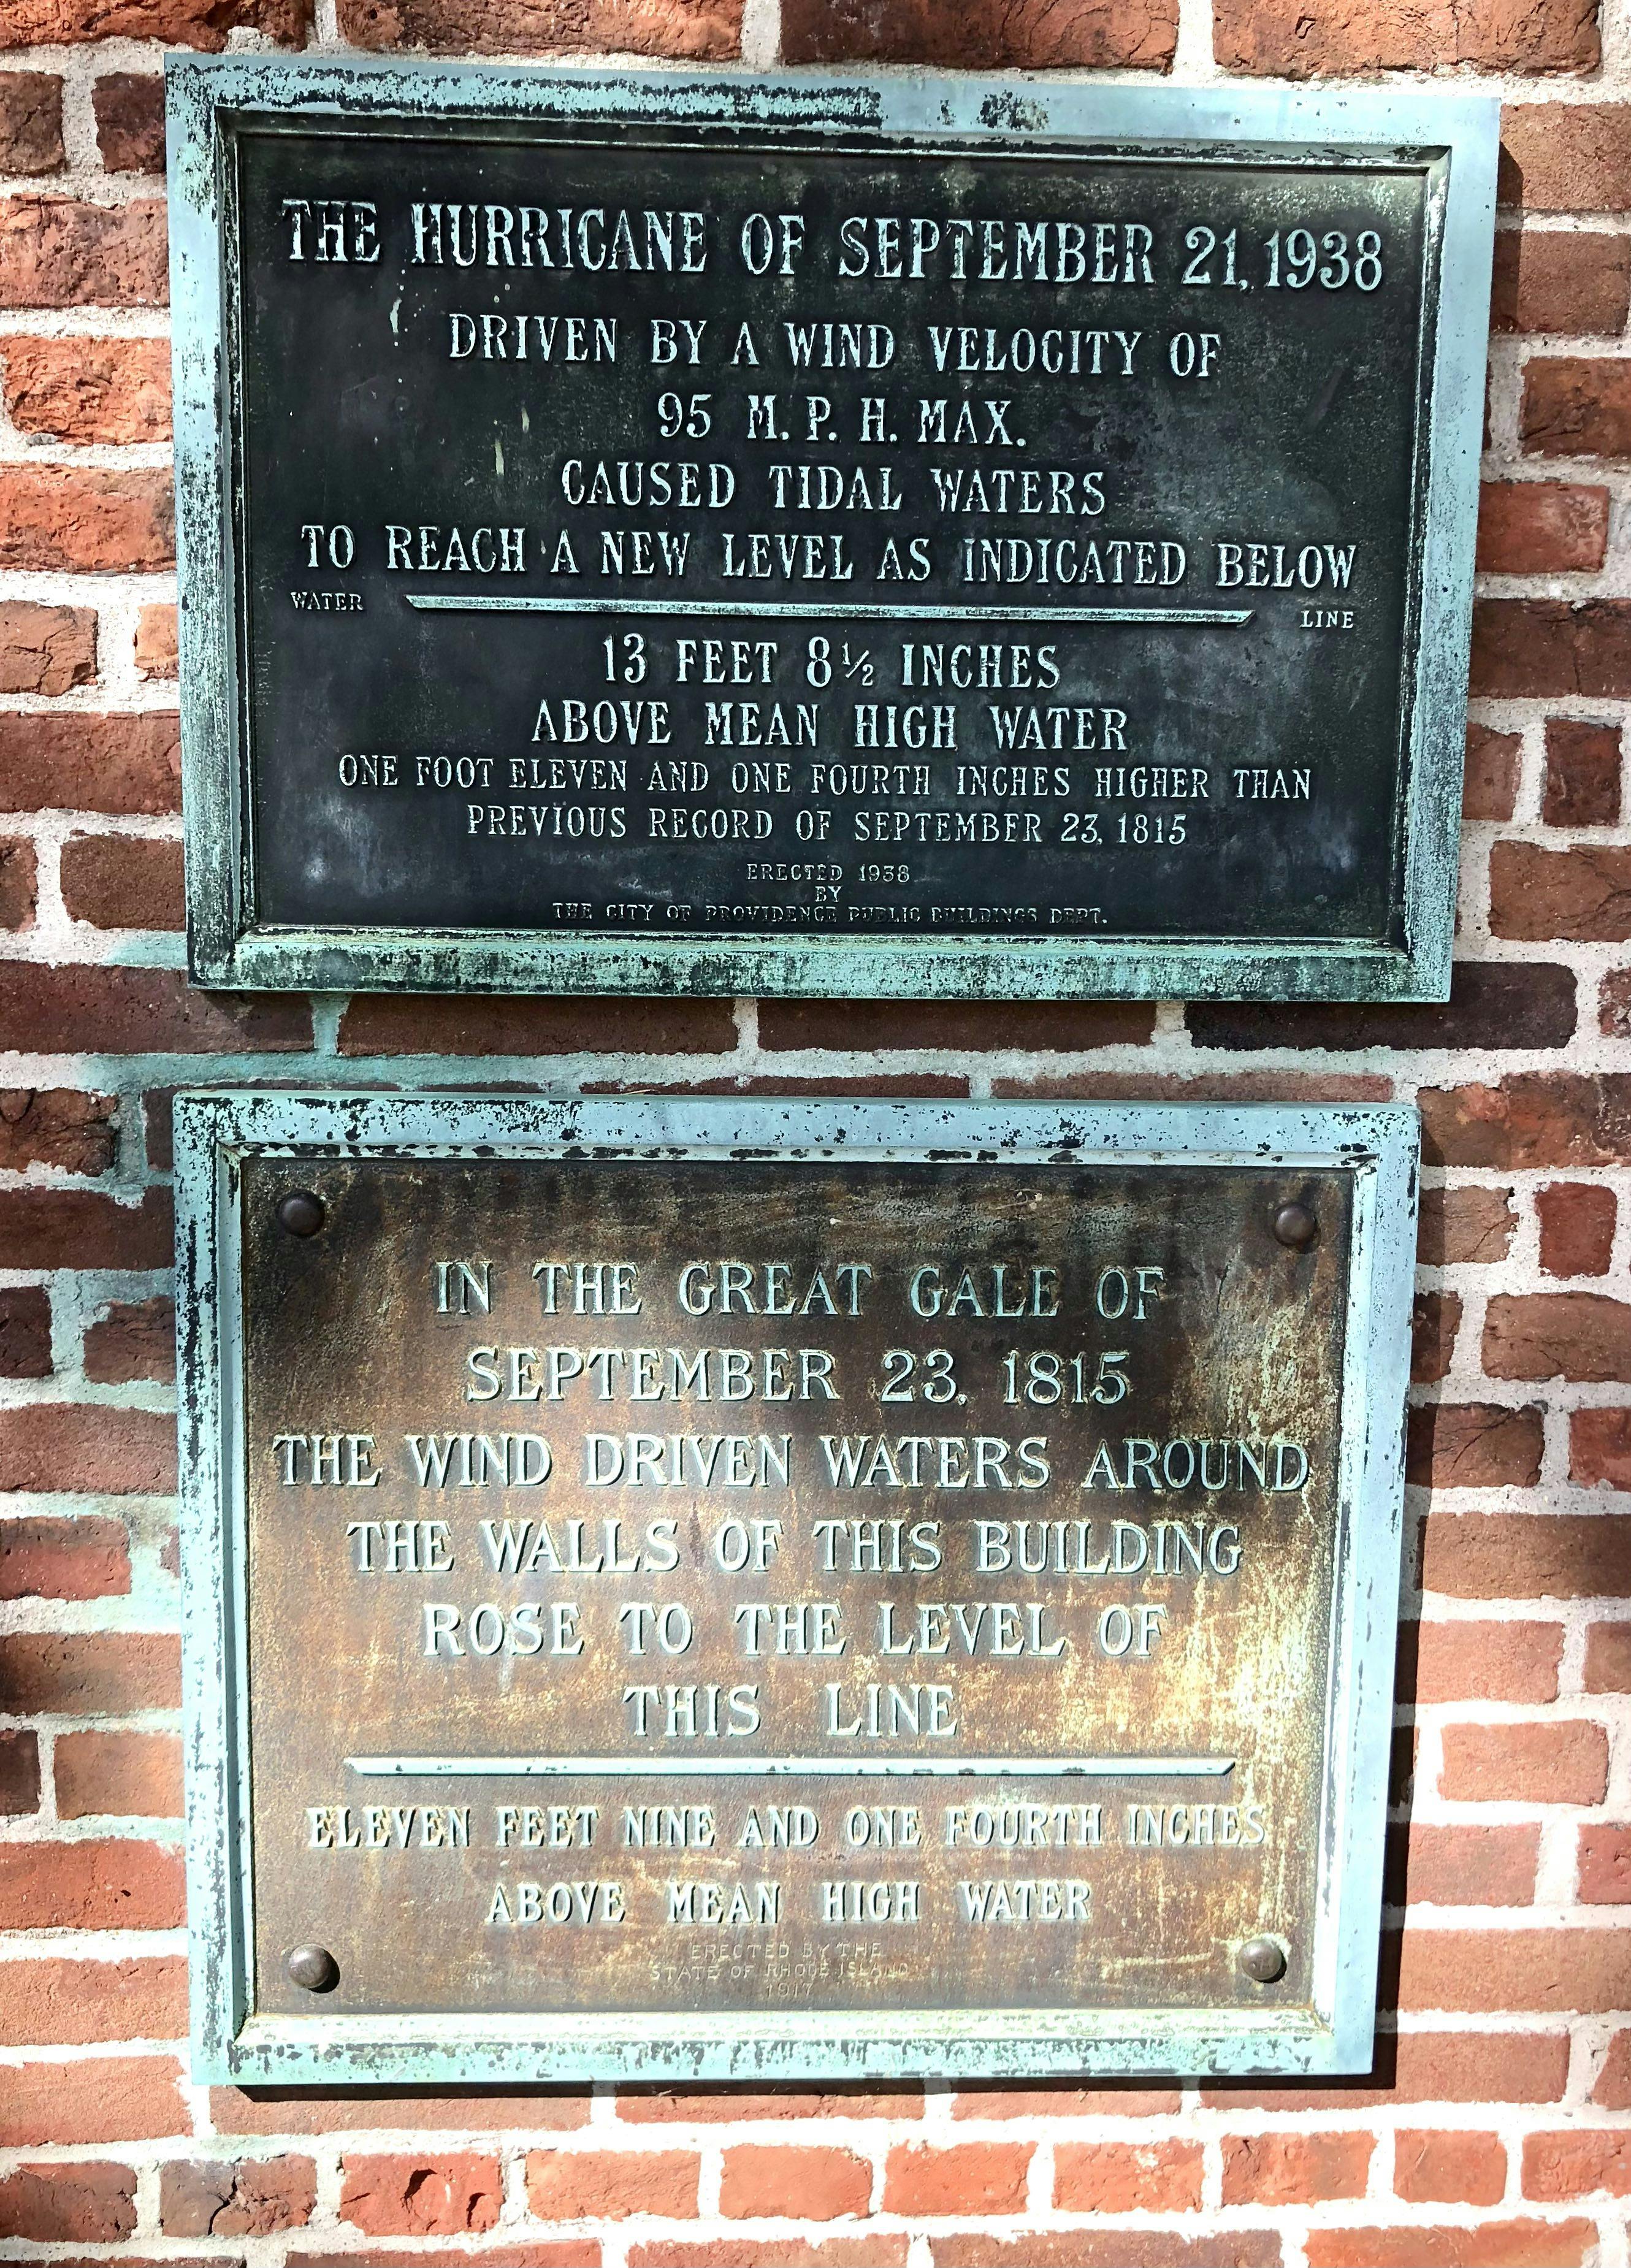 THE HURRICANE OF SEPTEMBER 21, 1938
DRIVEN BY A WIND VELOCITY OF
95 M. P. H. MAX.
CAUSED TIDAL WATERS
TO REACH A NEW LEVEL AS INDICATED BELOW
WATER LINE
13 FEET 8½ INCHES
ABOVE MEAN HIGH WATER
ONE FOOT ELEVEN AND ONE FOURTH INCHES HIGHER THAN
PREVIOUS RECORD OF SEPTEMBER 23, 1815
ERECTED 1938
BY
THE CITY OF PROVIDENCE PUBLIC BUILDINGS DEPT.
IN THE GREAT GALE OF
SEPTEMBER 23, 1815
THE WIND DRIVEN WATERS AROUND
THE WALLS OF THIS BUILDING
ROSE TO THE LEVEL OF
THIS LINE
ELEVEN FEET NINE AND ONE FOURTH INCHES
ABOVE MEAN HIGH WATER
ERECTED BY THE
STATE OF RHODE ISLAND
1917